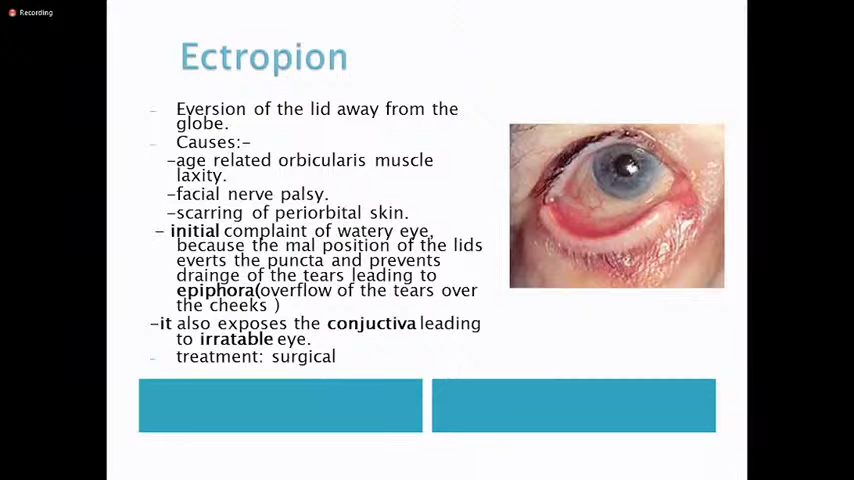 Recording
Ectropion
– Eversion of the lid away from the
globe.
– Causes:-
-age related orbicularis muscle
laxity.
-facial nerve palsy.
-scarring of periorbital skin.
– initial complaint of watery eye,
because the mal position of the lids
everts the puncta and prevents
drainge of the tears leading to
epiphora(overflow of the tears over
the cheeks )
-it also exposes the conjuctiva leading
to irratable eye.
– treatment: surgical